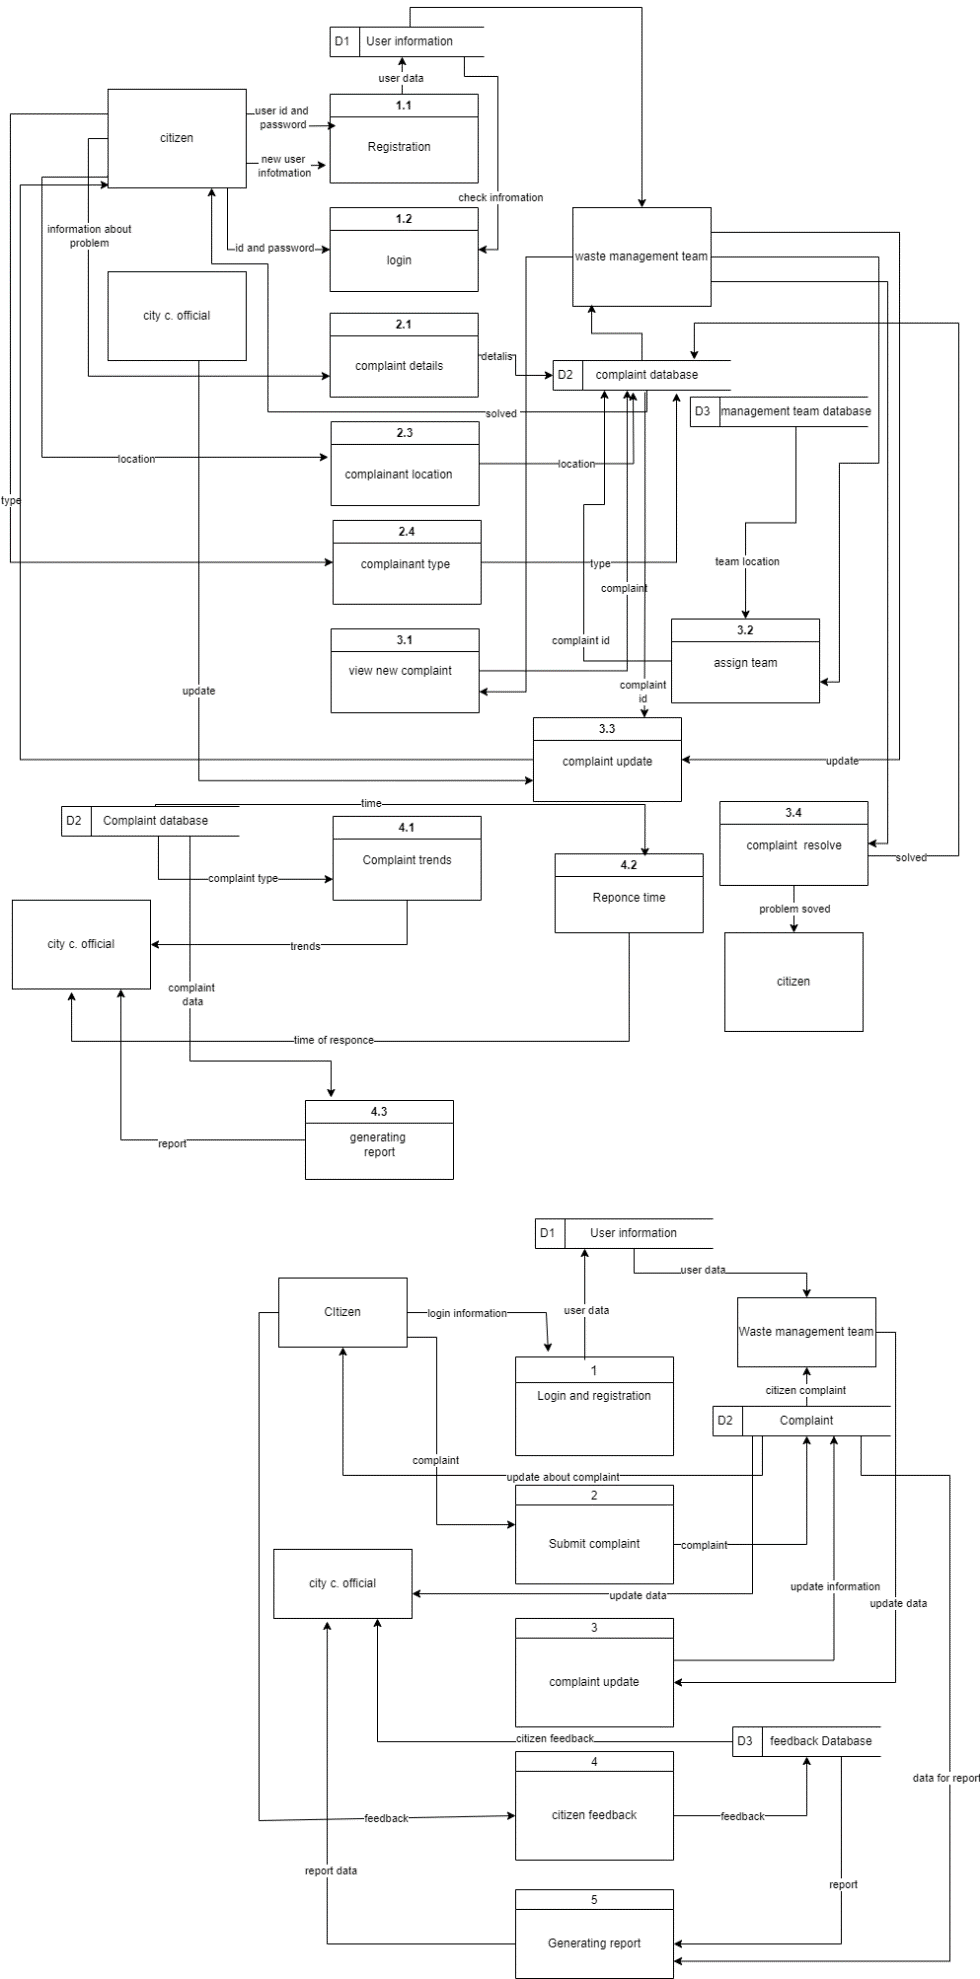 D1
User information
user data
1.1
Registration
citizen
user id and
password
new user
infotmation
check infromation
1.2
login
id and password
information about
problem
waste management team
city c. official
2.1
complaint details
detalis
D2
complaint database
solved
D3
management team database
2.3
complainant location
location
location
type
2.4
complainant type
type
team location
complaint
3.1
view new complaint
complaint id
3.2
assign team
update
complaint
id
3.3
complaint update
update
time
D2
Complaint database
4.1
Complaint trends
complaint type
3.4
complaint resolve
solved
4.2
Reponce time
problem soved
city c. official
trends
citizen
complaint
data
time of responce
4.3
generating
report
report
D1
User information
user data
CItizen
login information
user data
Waste management team
1
Login and registration
citizen complaint
D2
Complaint
complaint
update about complaint
2
Submit complaint
complaint
city c. official
update data
update information
update data
3
complaint update
citizen feedback
D3
feedback Database
4
citizen feedback
feedback
feedback
data for report
report data
report
5
Generating report